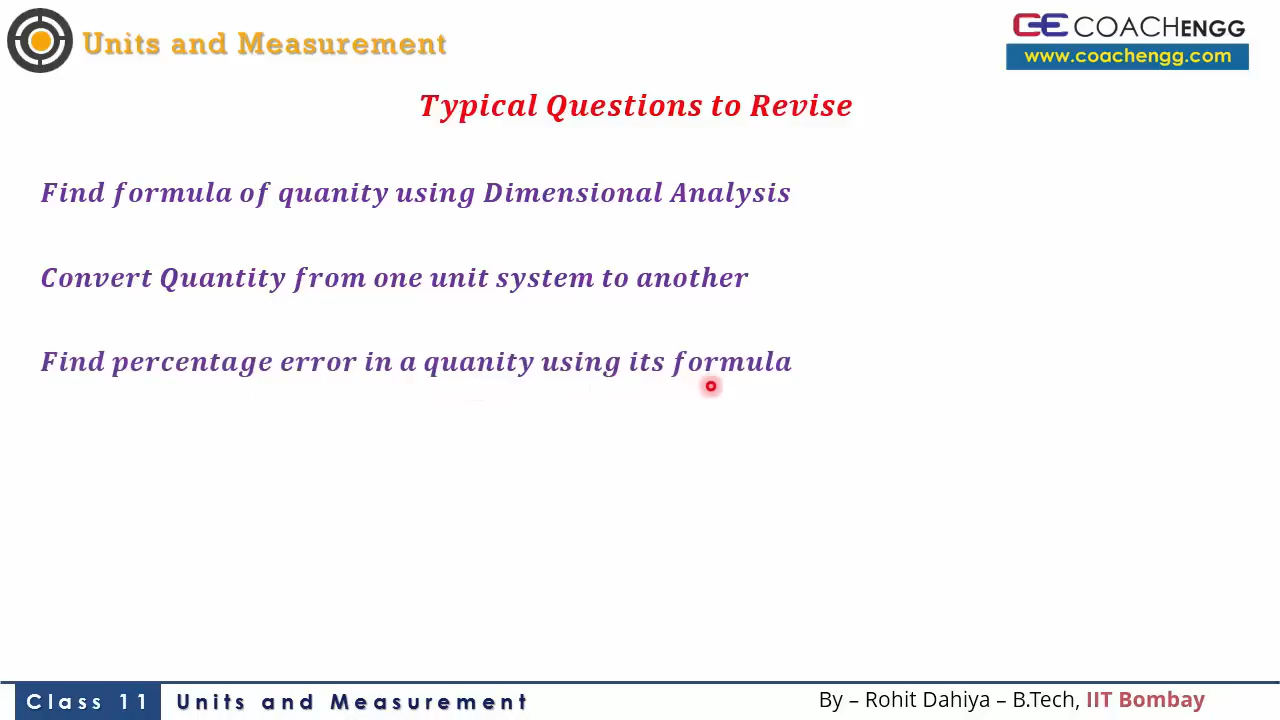 Units and Measurement
CE COACHENGG
www.coachengg.com
Typical Questions to Revise
Find formula of quanity using Dimensional Analysis
Convert Quantity from one unit system to another
Find percentage error in a quanity using its formula
Class 11 Units and Measurement
By – Rohit Dahiya – B.Tech, IIT Bombay